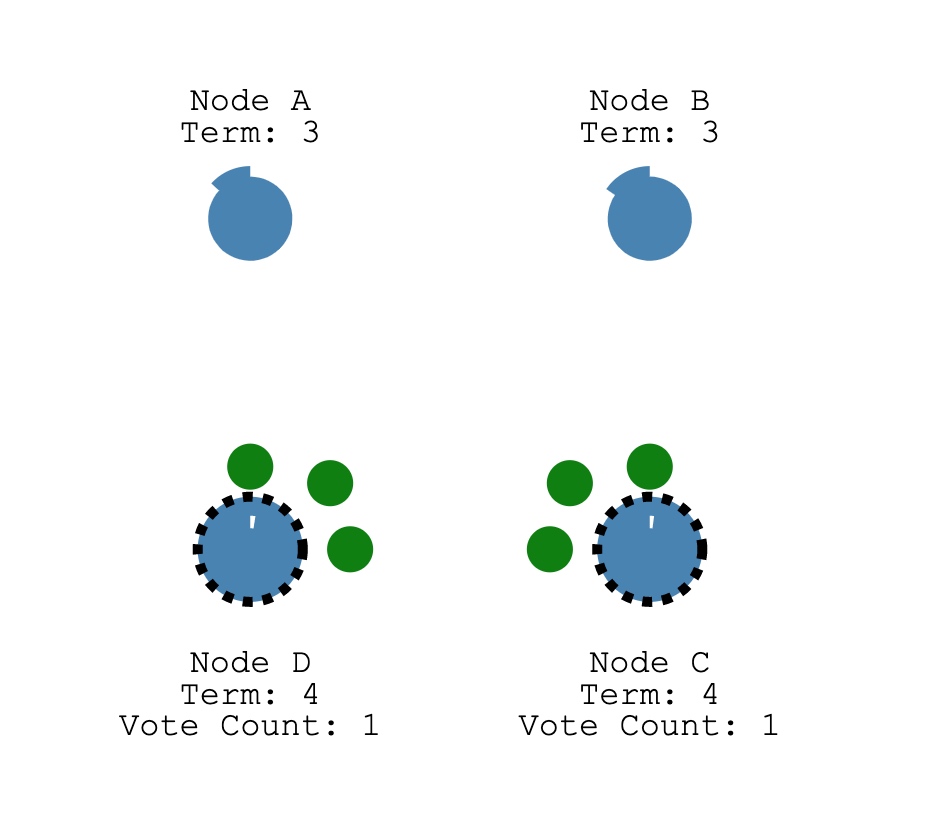 Node A
Term: 3
Node B
Term: 3
Node D
Term: 4
Vote Count: 1
Node C
Term: 4
Vote Count: 1